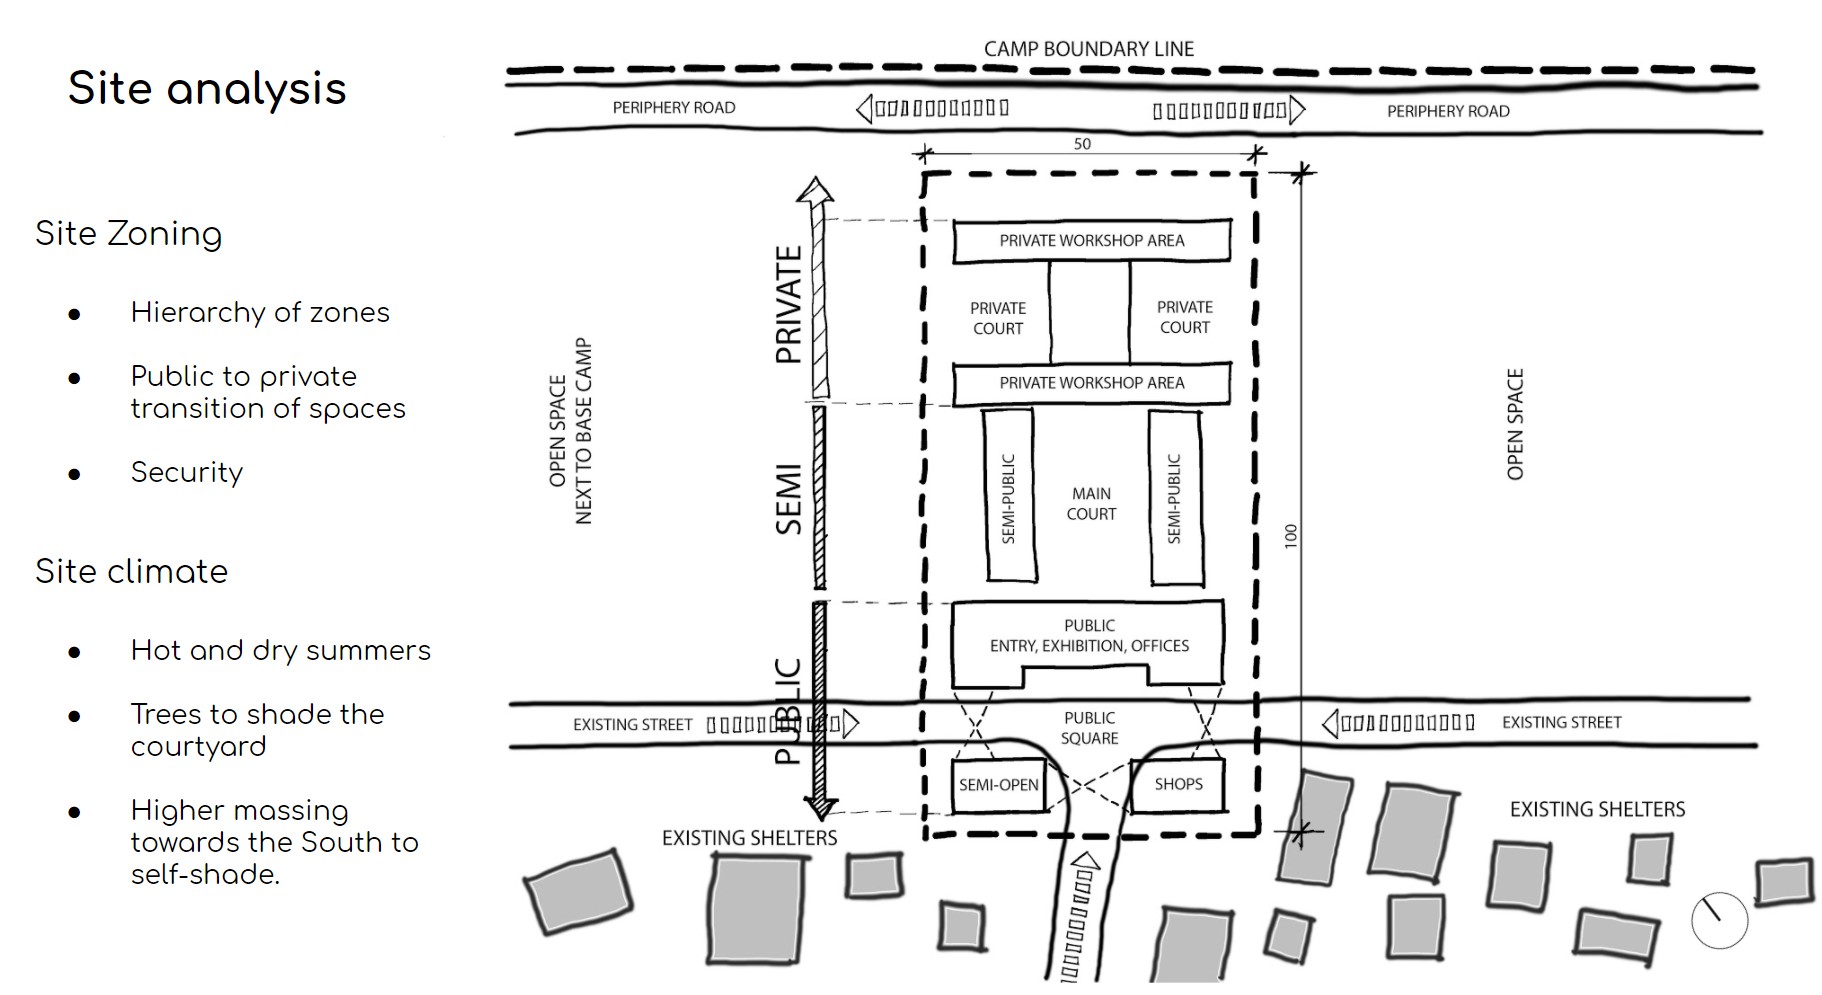 Site analysis
Site Zoning
● Hierarchy of zones
● Public to private
transition of spaces
● Security
Site climate
● Hot and dry summers
● Trees to shade the
courtyard
● Higher massing
towards the South to
self-shade.
CAMP BOUNDARY LINE
PERIPHERY ROAD
PERIPHERY ROAD
50
PRIVATE
PRIVATE WORKSHOP AREA
PRIVATE
COURT
PRIVATE
COURT
PRIVATE WORKSHOP AREA
OPEN SPACE
NEXT TO BASE CAMP
SEMI
SEMI-PUBLIC
MAIN
COURT
SEMI-PUBLIC
OPEN SPACE
100
PUBLIC
PUBLIC
ENTRY, EXHIBITION, OFFICES
EXISTING STREET
PUBLIC
SQUARE
EXISTING STREET
SEMI-OPEN
SHOPS
EXISTING SHELTERS
EXISTING SHELTERS